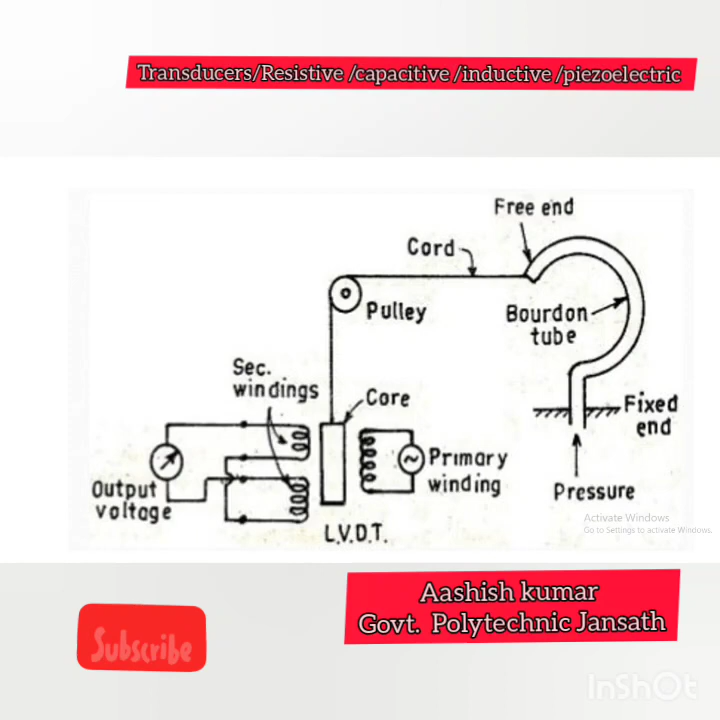 Transducers/Resistive /capacitive /inductive /piezoelectric
Free end
Cord
Pulley
Bourdon
tube
Sec.
windings
Core
Fixed
end
Primary
winding
Output
voltage
Pressure
L.V.D.T.
Activate Windows
Go to Settings to activate Windows.
Aashish kumar
Govt. Polytechnic Jansath
Subscribe
InShOt